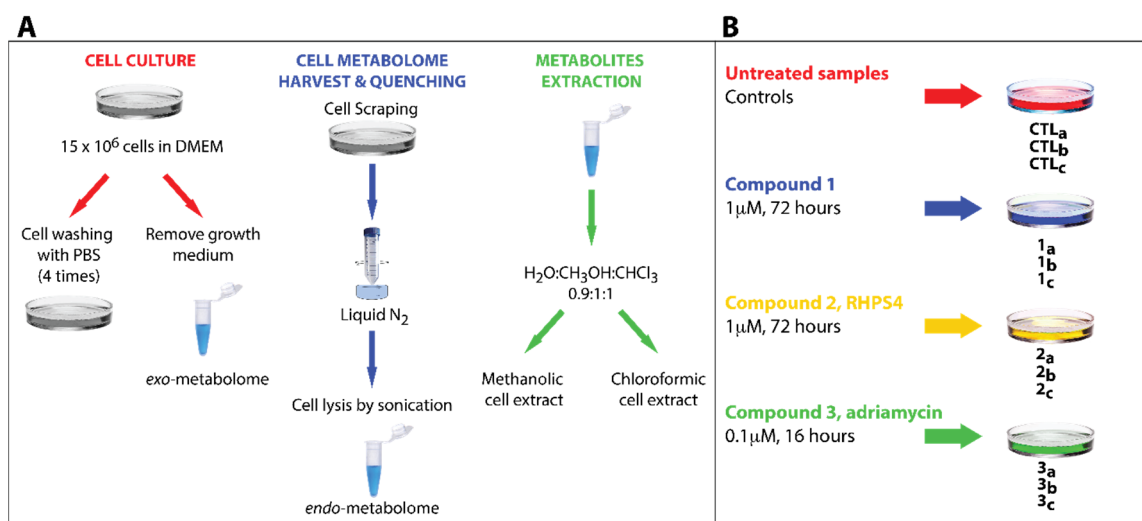 A
CELL CULTURE
15 x 10⁶ cells in DMEM
Cell washing
with PBS
(4 times)
Remove growth
medium
exo-metabolome
CELL METABOLOME
HARVEST & QUENCHING
Cell Scraping
Liquid N₂
Cell lysis by sonication
endo-metabolome
METABOLITES
EXTRACTION
H₂O:CH₃OH:CHCl₃
0.9:1:1
Methanolic
cell extract
Chloroformic
cell extract
B
Untreated samples
Controls
CTLa
CTLb
CTLc
Compound 1
1μM, 72 hours
1a
1b
1c
Compound 2, RHPS4
1μM, 72 hours
2a
2b
2c
Compound 3, adriamycin
0.1μM, 16 hours
3a
3b
3c